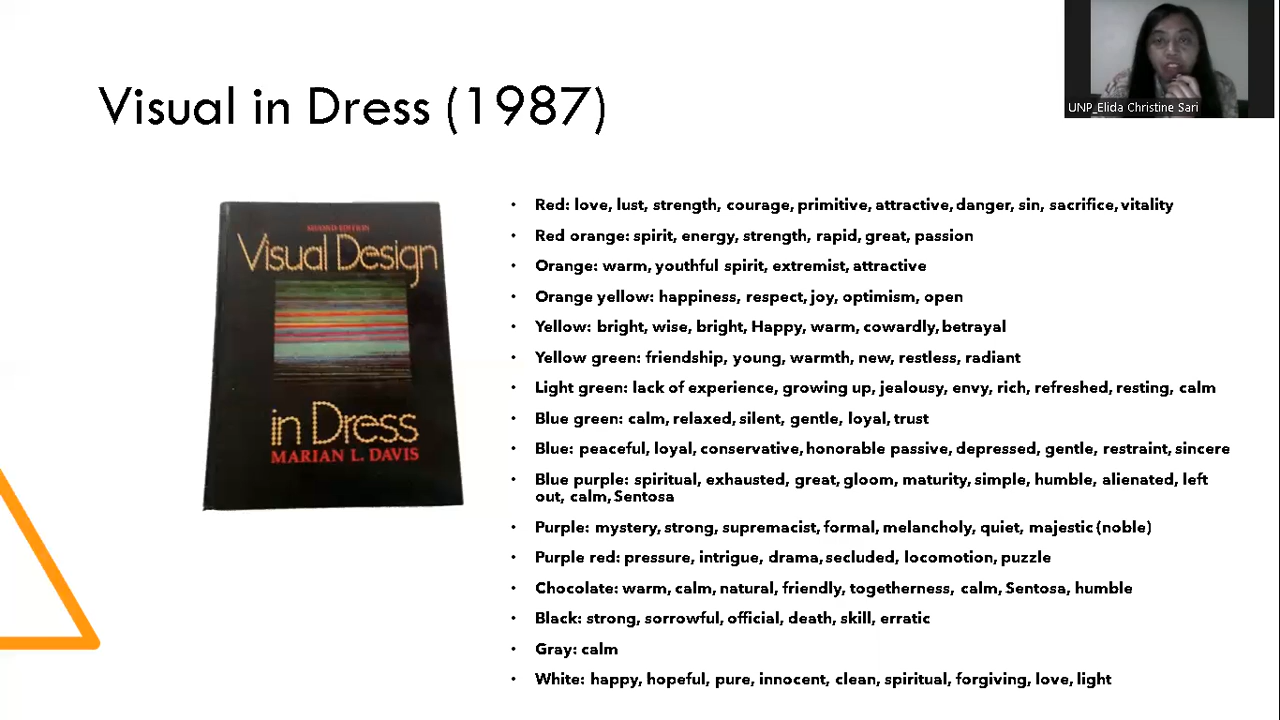 UNP_Elida Christine Sari
Visual in Dress (1987)
SECOND EDITION
Visual Design
in Dress
MARIAN L. DAVIS
• Red: love, lust, strength, courage, primitive, attractive, danger, sin, sacrifice, vitality
• Red orange: spirit, energy, strength, rapid, great, passion
• Orange: warm, youthful spirit, extremist, attractive
• Orange yellow: happiness, respect, joy, optimism, open
• Yellow: bright, wise, bright, Happy, warm, cowardly, betrayal
• Yellow green: friendship, young, warmth, new, restless, radiant
• Light green: lack of experience, growing up, jealousy, envy, rich, refreshed, resting, calm
• Blue green: calm, relaxed, silent, gentle, loyal, trust
• Blue: peaceful, loyal, conservative, honorable passive, depressed, gentle, restraint, sincere
• Blue purple: spiritual, exhausted, great, gloom, maturity, simple, humble, alienated, left
out, calm, Sentosa
• Purple: mystery, strong, supremacist, formal, melancholy, quiet, majestic (noble)
• Purple red: pressure, intrigue, drama, secluded, locomotion, puzzle
• Chocolate: warm, calm, natural, friendly, togetherness, calm, Sentosa, humble
• Black: strong, sorrowful, official, death, skill, erratic
• Gray: calm
• White: happy, hopeful, pure, innocent, clean, spiritual, forgiving, love, light